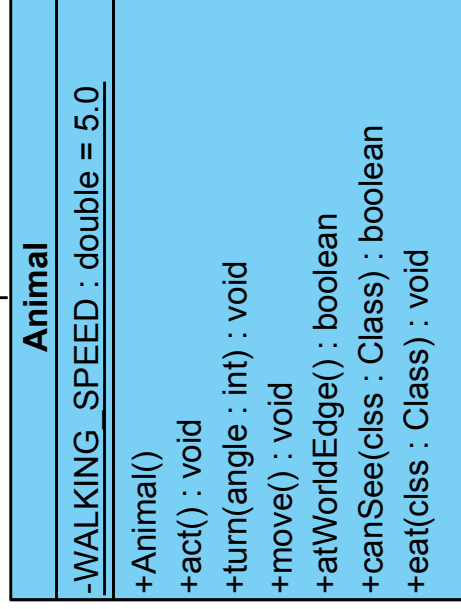 Animal
-WALKING_SPEED : double = 5.0
+Animal()
+act() : void
+turn(angle : int) : void
+move() : void
+atWorldEdge() : boolean
+canSee(clss : Class) : boolean
+eat(clss : Class) : void